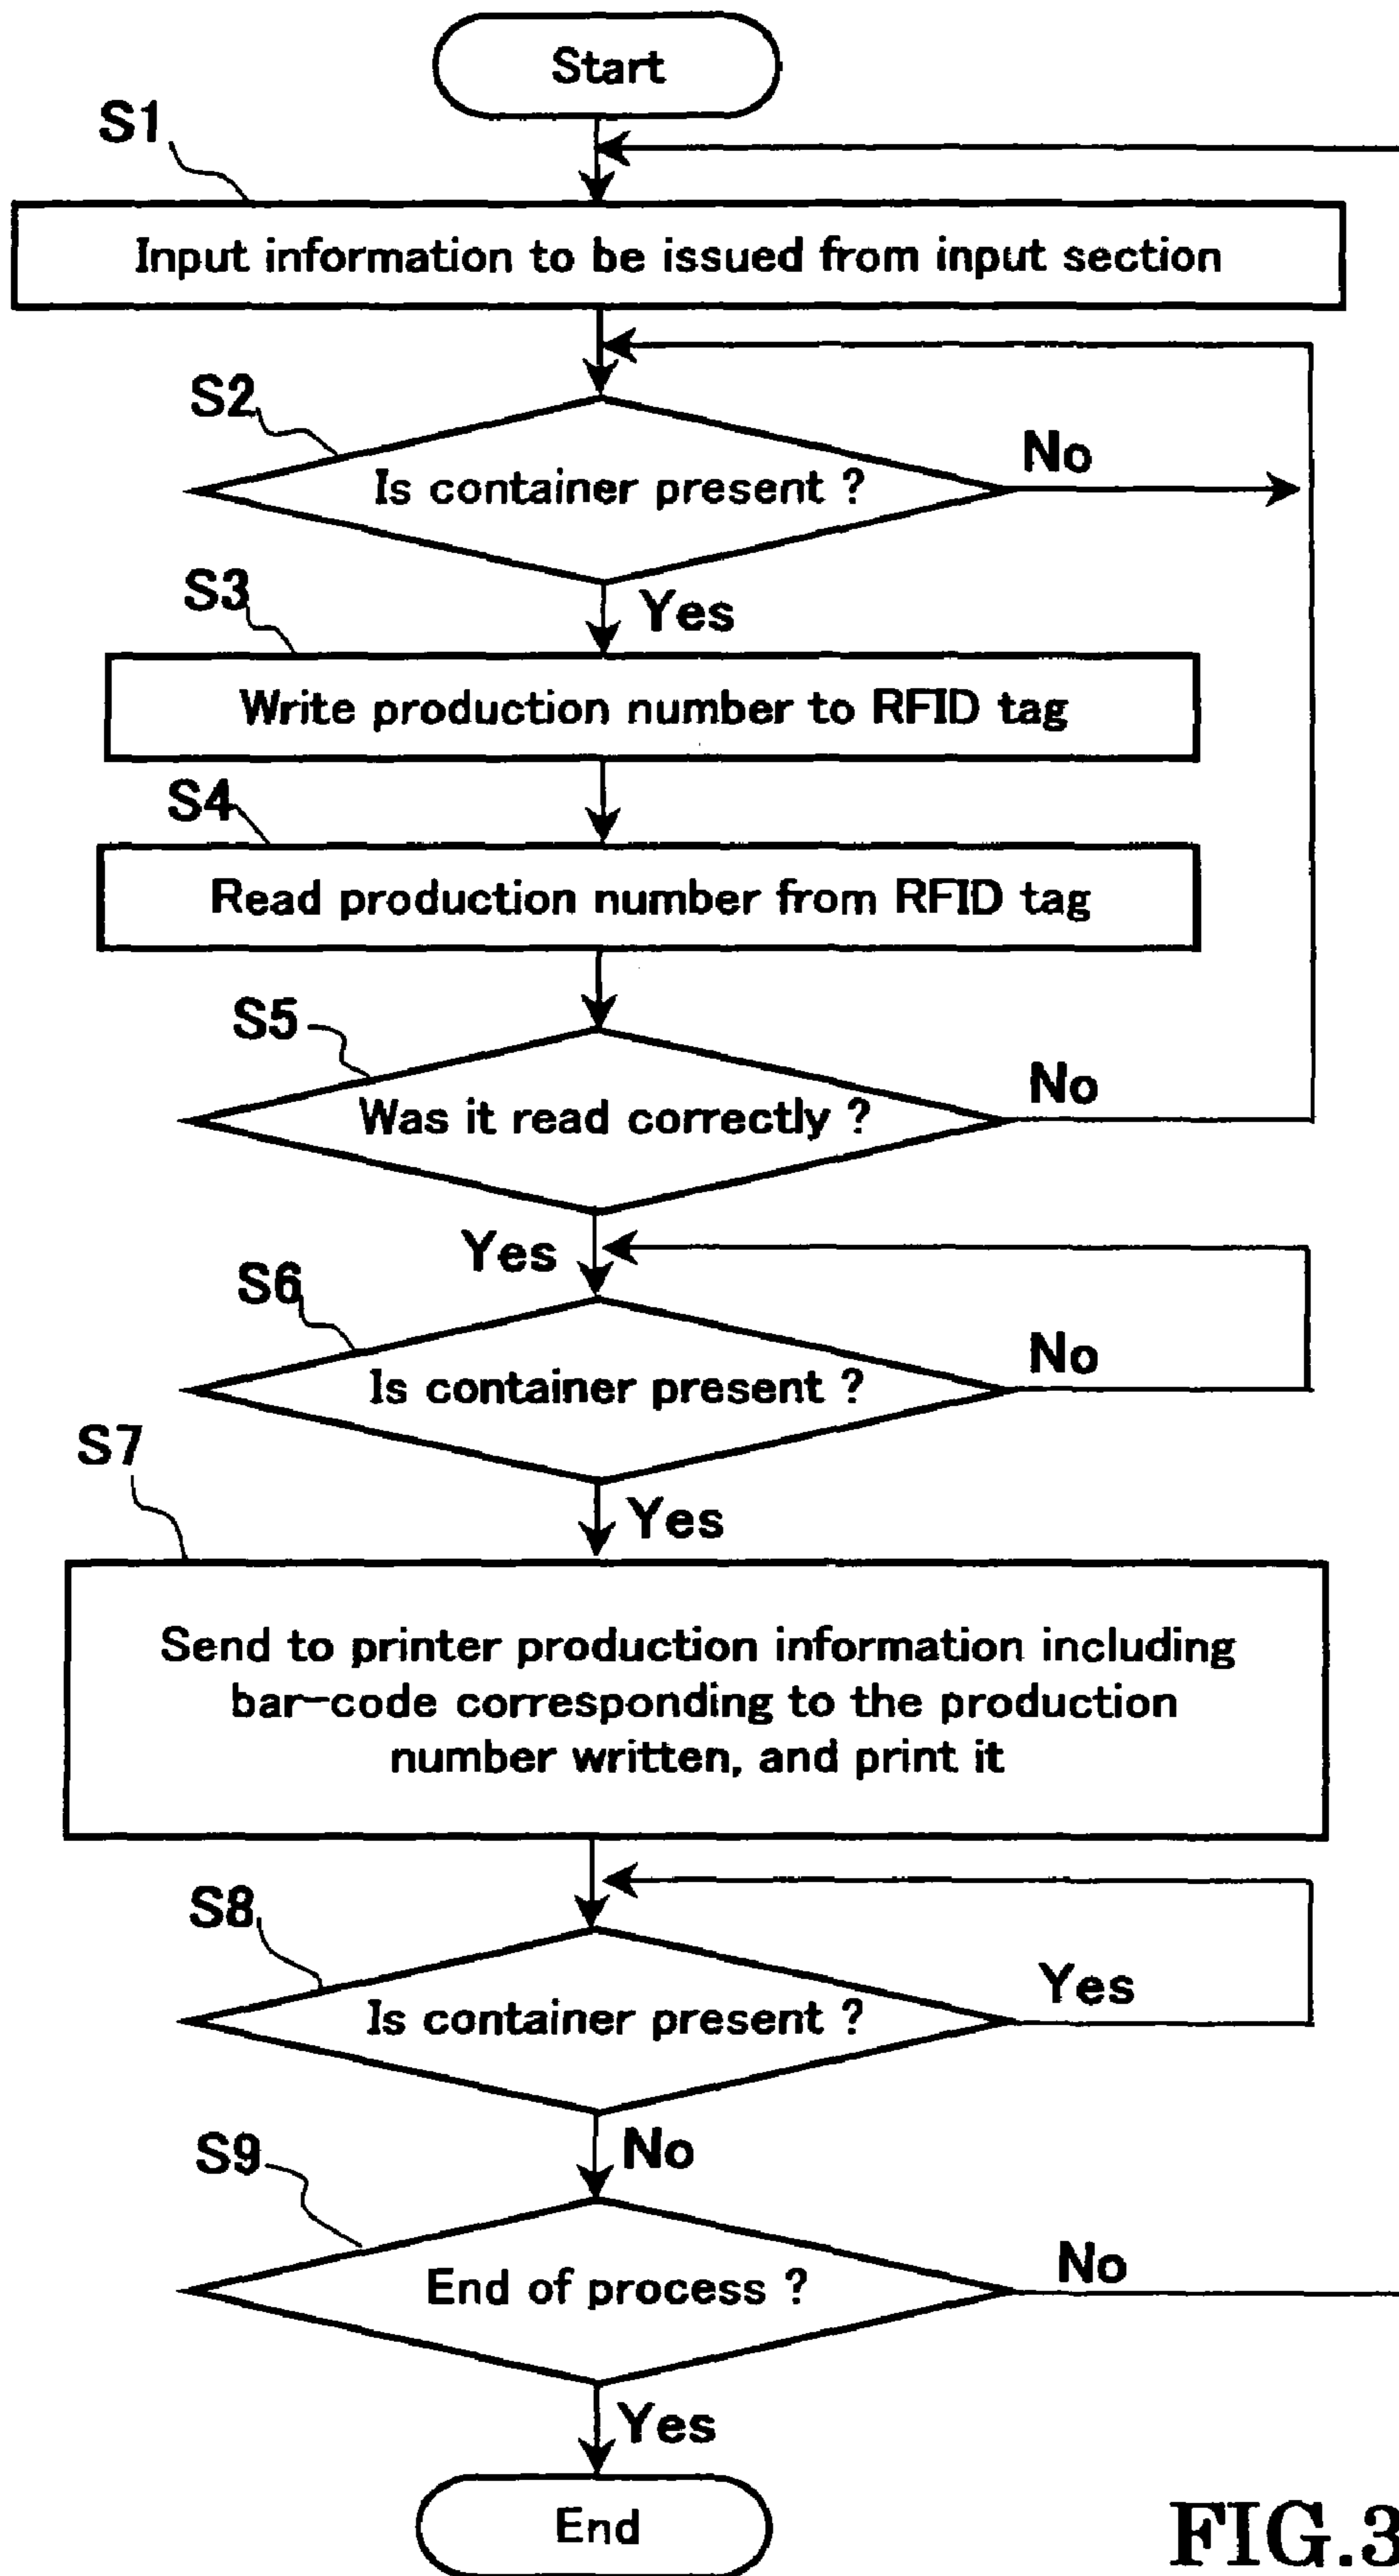 Start
S1
Input information to be issued from input section
S2
Is container present ?
No
Yes
S3
Write production number to RFID tag
S4
Read production number from RFID tag
S5
Was it read correctly ?
No
Yes
S6
Is container present ?
No
Yes
S7
Send to printer production information including
bar-code corresponding to the production
number written, and print it
S8
Is container present ?
Yes
No
S9
End of process ?
No
Yes
End
FIG.3